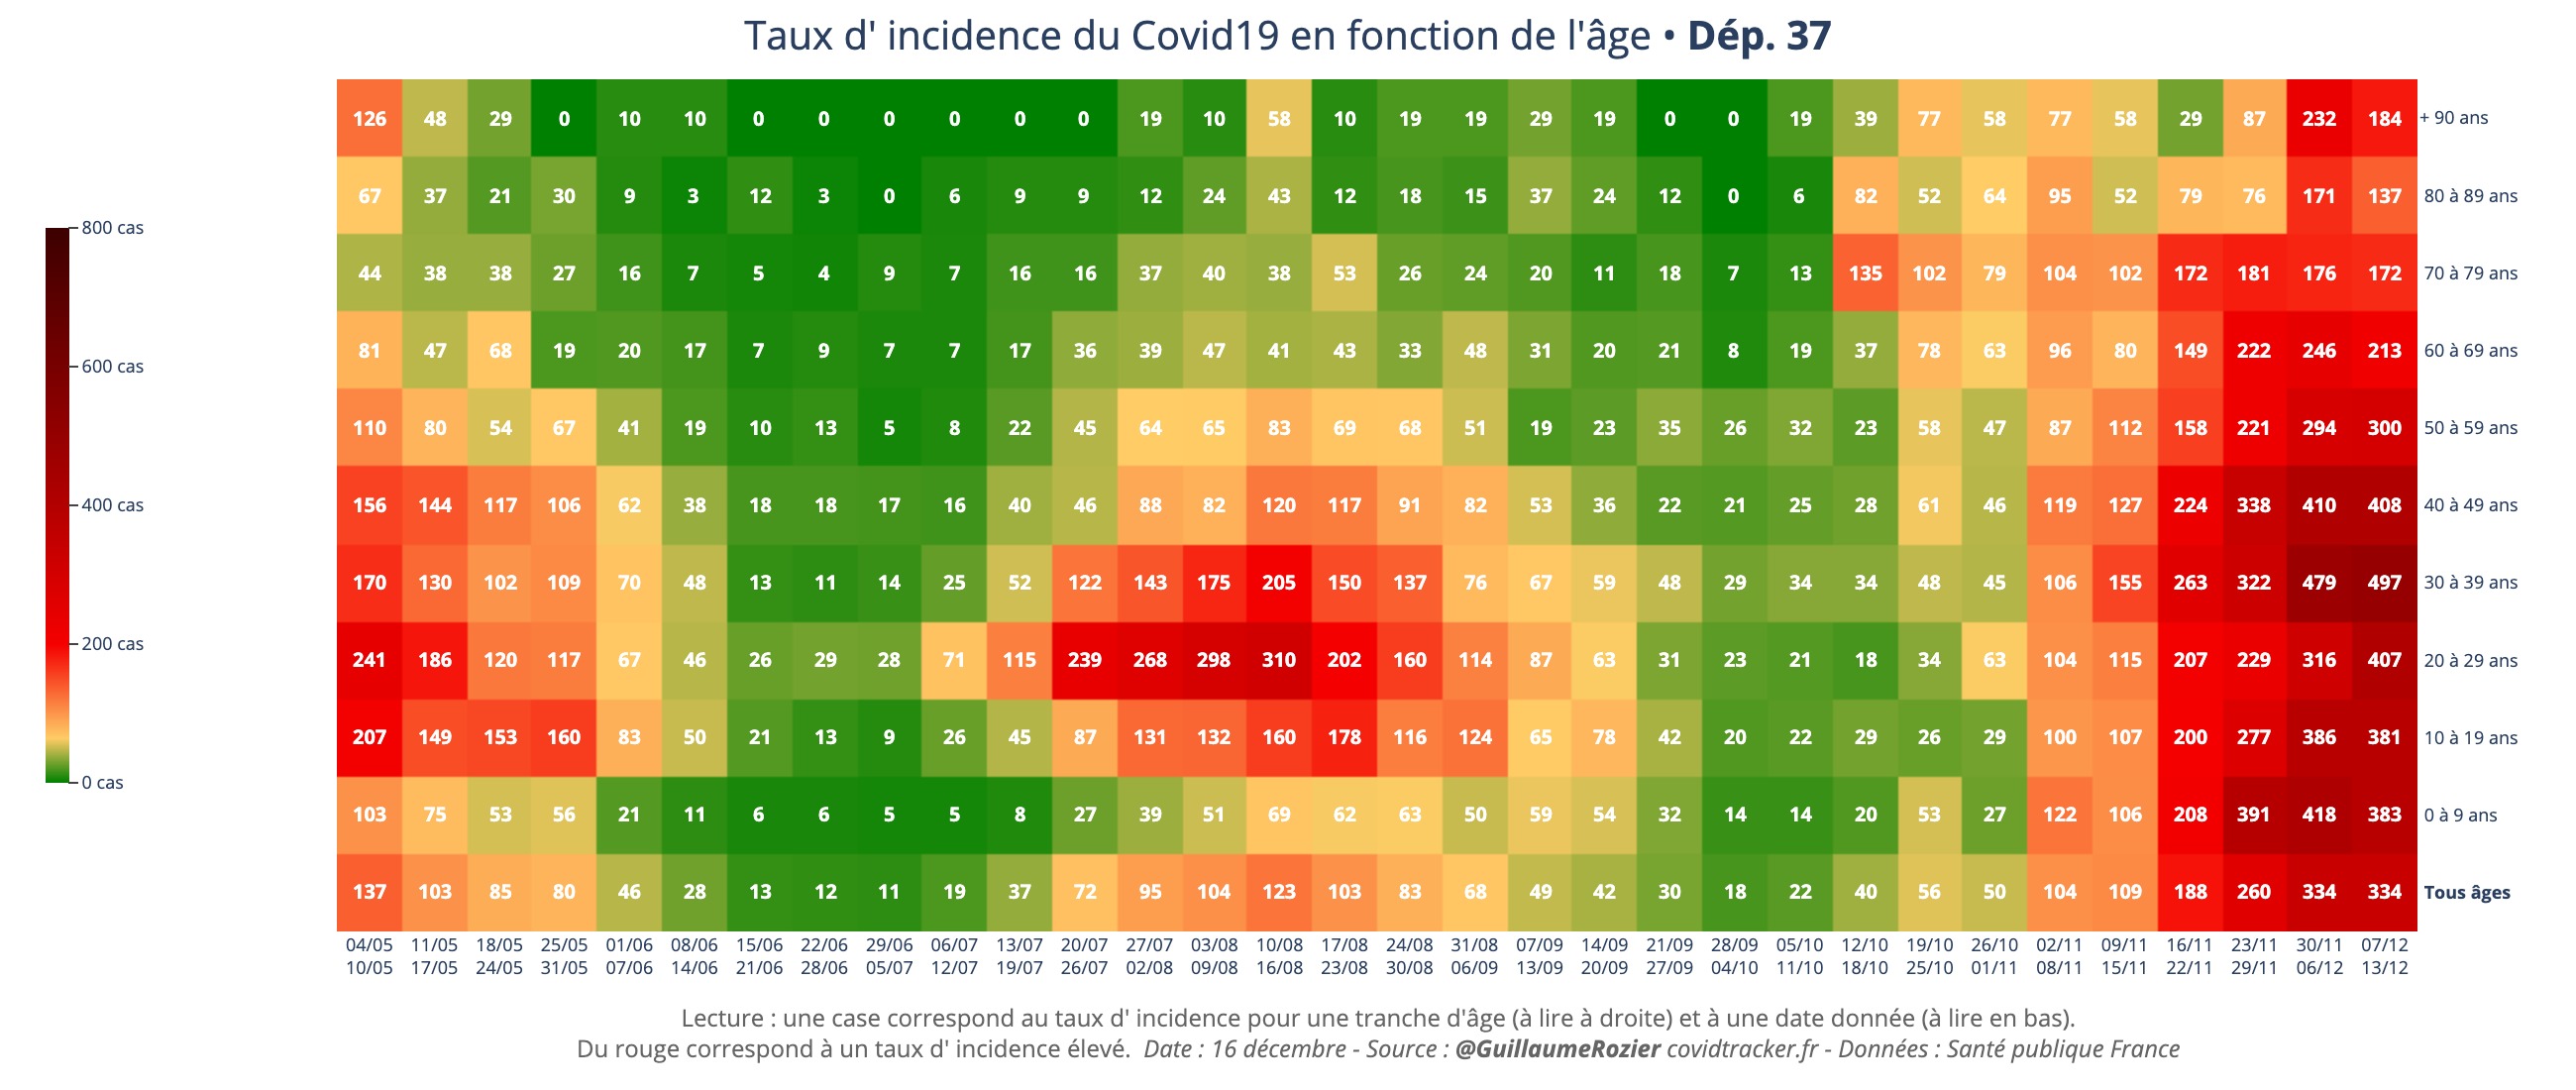 Taux d' incidence du Covid19 en fonction de l'âge • Dép. 37
126 48 29 0 10 10 0 0 0 0 0 0 19 10 58 10 19 19 29 19 0 0 19 39 77 58 77 58 29 87 232 184 + 90 ans
67 37 21 30 9 3 12 3 0 6 9 9 12 24 43 12 18 15 37 24 12 0 6 82 52 64 95 52 79 76 171 137 80 à 89 ans
800 cas
44 38 38 27 16 7 5 4 9 7 16 16 37 40 38 53 26 24 20 11 18 7 13 135 102 79 104 102 172 181 176 172 70 à 79 ans
81 47 68 19 20 17 7 9 7 7 17 36 39 47 41 43 33 48 31 20 21 8 19 37 78 63 96 80 149 222 246 213 60 à 69 ans
600 cas
110 80 54 67 41 19 10 13 5 8 22 45 64 65 83 69 68 51 19 23 35 26 32 23 58 47 87 112 158 221 294 300 50 à 59 ans
400 cas
156 144 117 106 62 38 18 18 17 16 40 46 88 82 120 117 91 82 53 36 22 21 25 28 61 46 119 127 224 338 410 408 40 à 49 ans
170 130 102 109 70 48 13 11 14 25 52 122 143 175 205 150 137 76 67 59 48 29 34 34 48 45 106 155 263 322 479 497 30 à 39 ans
200 cas
241 186 120 117 67 46 26 29 28 71 115 239 268 298 310 202 160 114 87 63 31 23 21 18 34 63 104 115 207 229 316 407 20 à 29 ans
207 149 153 160 83 50 21 13 9 26 45 87 131 132 160 178 116 124 65 78 42 20 22 29 26 29 100 107 200 277 386 381 10 à 19 ans
0 cas
103 75 53 56 21 11 6 6 5 5 8 27 39 51 69 62 63 50 59 54 32 14 14 20 53 27 122 106 208 391 418 383 0 à 9 ans
137 103 85 80 46 28 13 12 11 19 37 72 95 104 123 103 83 68 49 42 30 18 22 40 56 50 104 109 188 260 334 334 Tous âges
04/05 11/05 18/05 25/05 01/06 08/06 15/06 22/06 29/06 06/07 13/07 20/07 27/07 03/08 10/08 17/08 24/08 31/08 07/09 14/09 21/09 28/09 05/10 12/10 19/10 26/10 02/11 09/11 16/11 23/11 30/11 07/12
10/05 17/05 24/05 31/05 07/06 14/06 21/06 28/06 05/07 12/07 19/07 26/07 02/08 09/08 16/08 23/08 30/08 06/09 13/09 20/09 27/09 04/10 11/10 18/10 25/10 01/11 08/11 15/11 22/11 29/11 06/12 13/12
Lecture : une case correspond au taux d' incidence pour une tranche d'âge (à lire à droite) et à une date donnée (à lire en bas).
Du rouge correspond à un taux d' incidence élevé. Date : 16 décembre - Source : @GuillaumeRozier covidtracker.fr - Données : Santé publique France